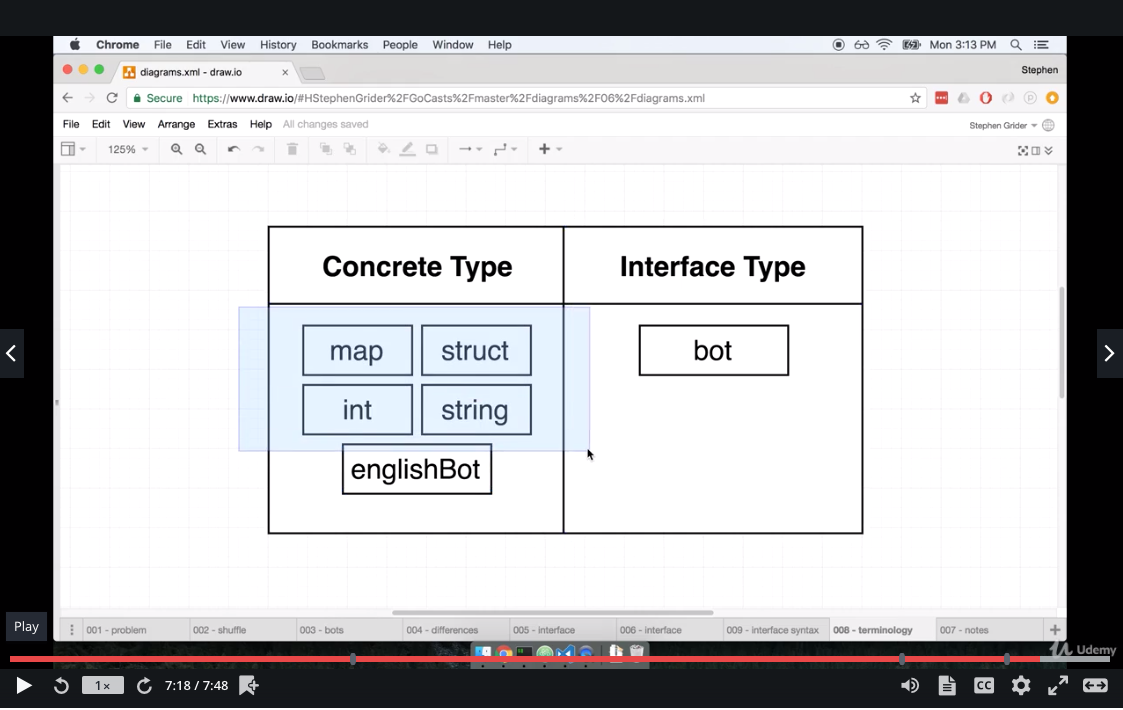 Chrome File Edit View History Bookmarks People Window Help Mon 3:13 PM
diagrams.xml - draw.io Stephen
Secure https://www.draw.io/#HStephenGrider%2FGoCasts%2Fmaster%2Fdiagrams%2F06%2Fdiagrams.xml
File Edit View Arrange Extras Help All changes saved Stephen Grider
125%
Concrete Type Interface Type
map struct bot
int string
englishBot
Play
001 - problem 002 - shuffle 003 - bots 004 - differences 005 - interface 006 - interface 009 - interface syntax 008 - terminology 007 - notes
Udemy
1× 7:18 / 7:48 CC